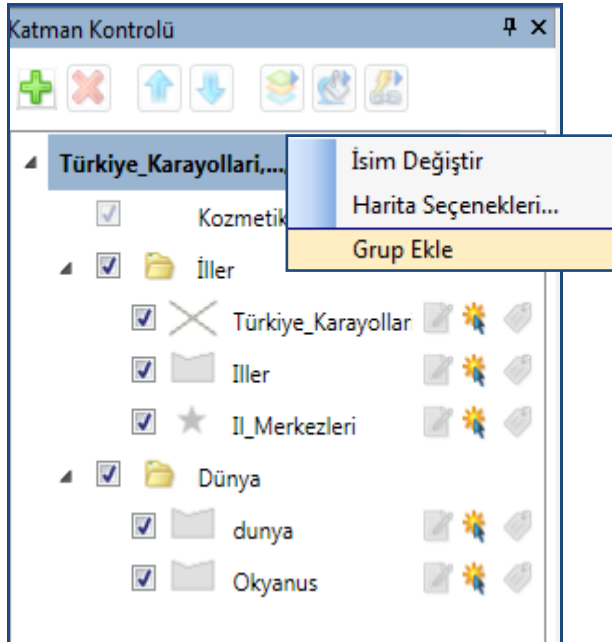 Katman Kontrolü
Türkiye_Karayollari,...,
İsim Değiştir
Harita Seçenekleri...
Grup Ekle
Kozmetik
İller
Türkiye_Karayollar
Iller
Il_Merkezleri
Dünya
dunya
Okyanus